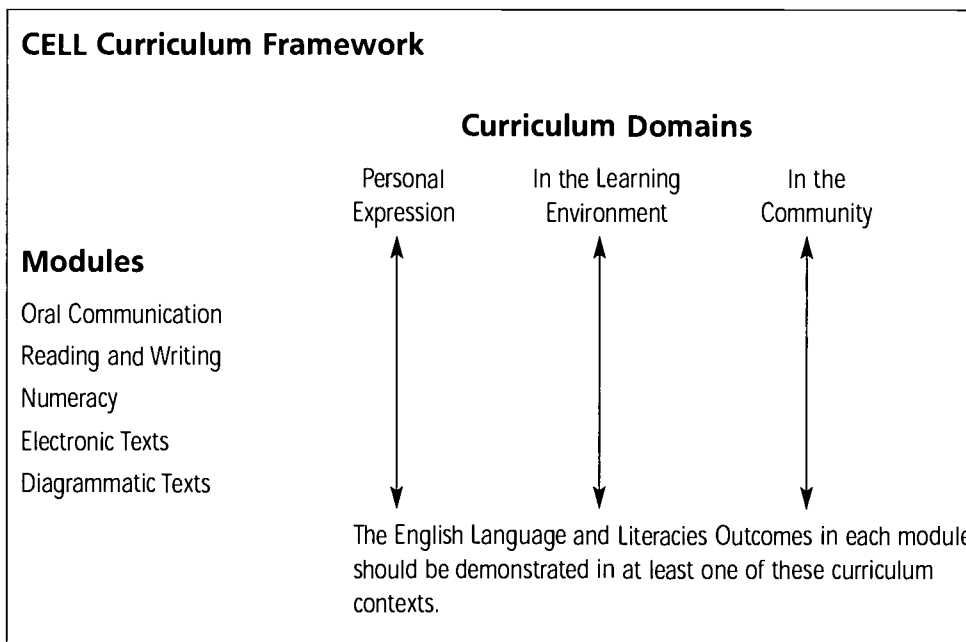 CELL Curriculum Framework
Curriculum Domains
Personal Expression
In the Learning Environment
In the Community
Modules
Oral Communication
Reading and Writing
Numeracy
Electronic Texts
Diagrammatic Texts
The English Language and Literacies Outcomes in each module
should be demonstrated in at least one of these curriculum
contexts.